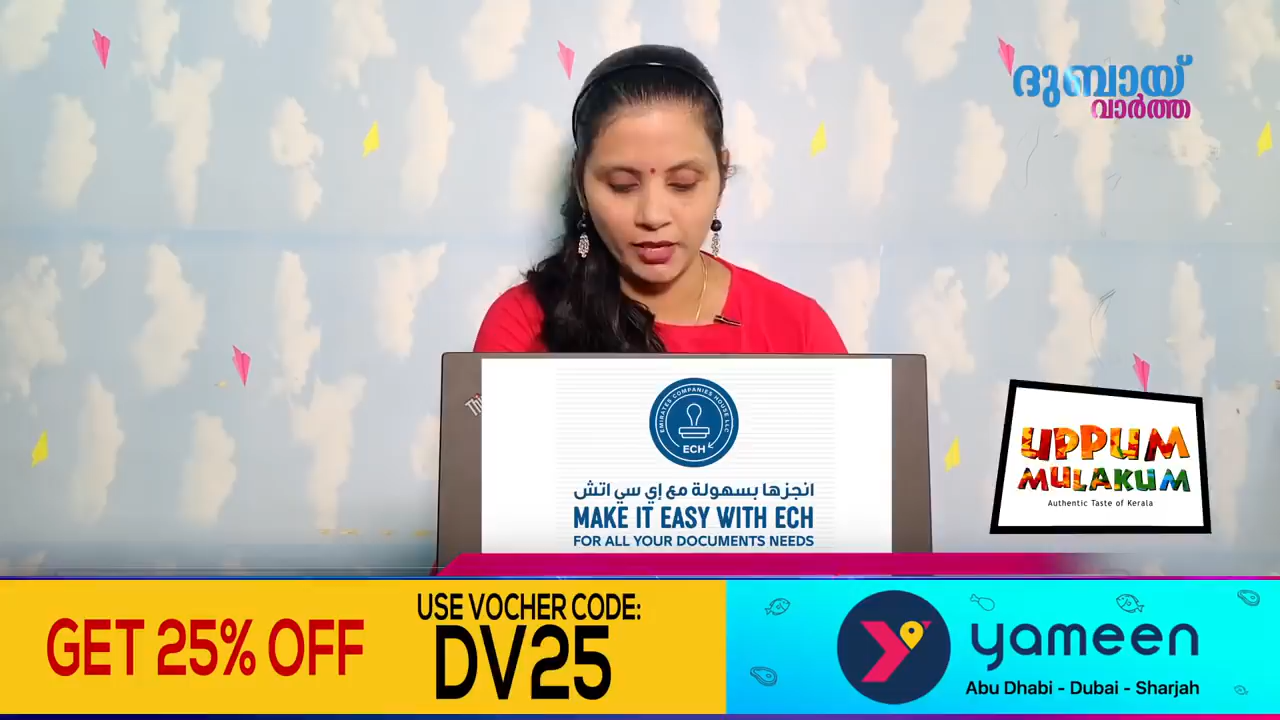 ദുബായ്
വാർത്ത
EMIRATES COMPANIES HOUSE LLC
ECH
انجزها بسهولة مع إي سي اتش
MAKE IT EASY WITH ECH
FOR ALL YOUR DOCUMENTS NEEDS
UPPUM
MULAKUM
Authentic Taste of Kerala
GET 25% OFF
USE VOCHER CODE:
DV25
yameen
Abu Dhabi - Dubai - Sharjah